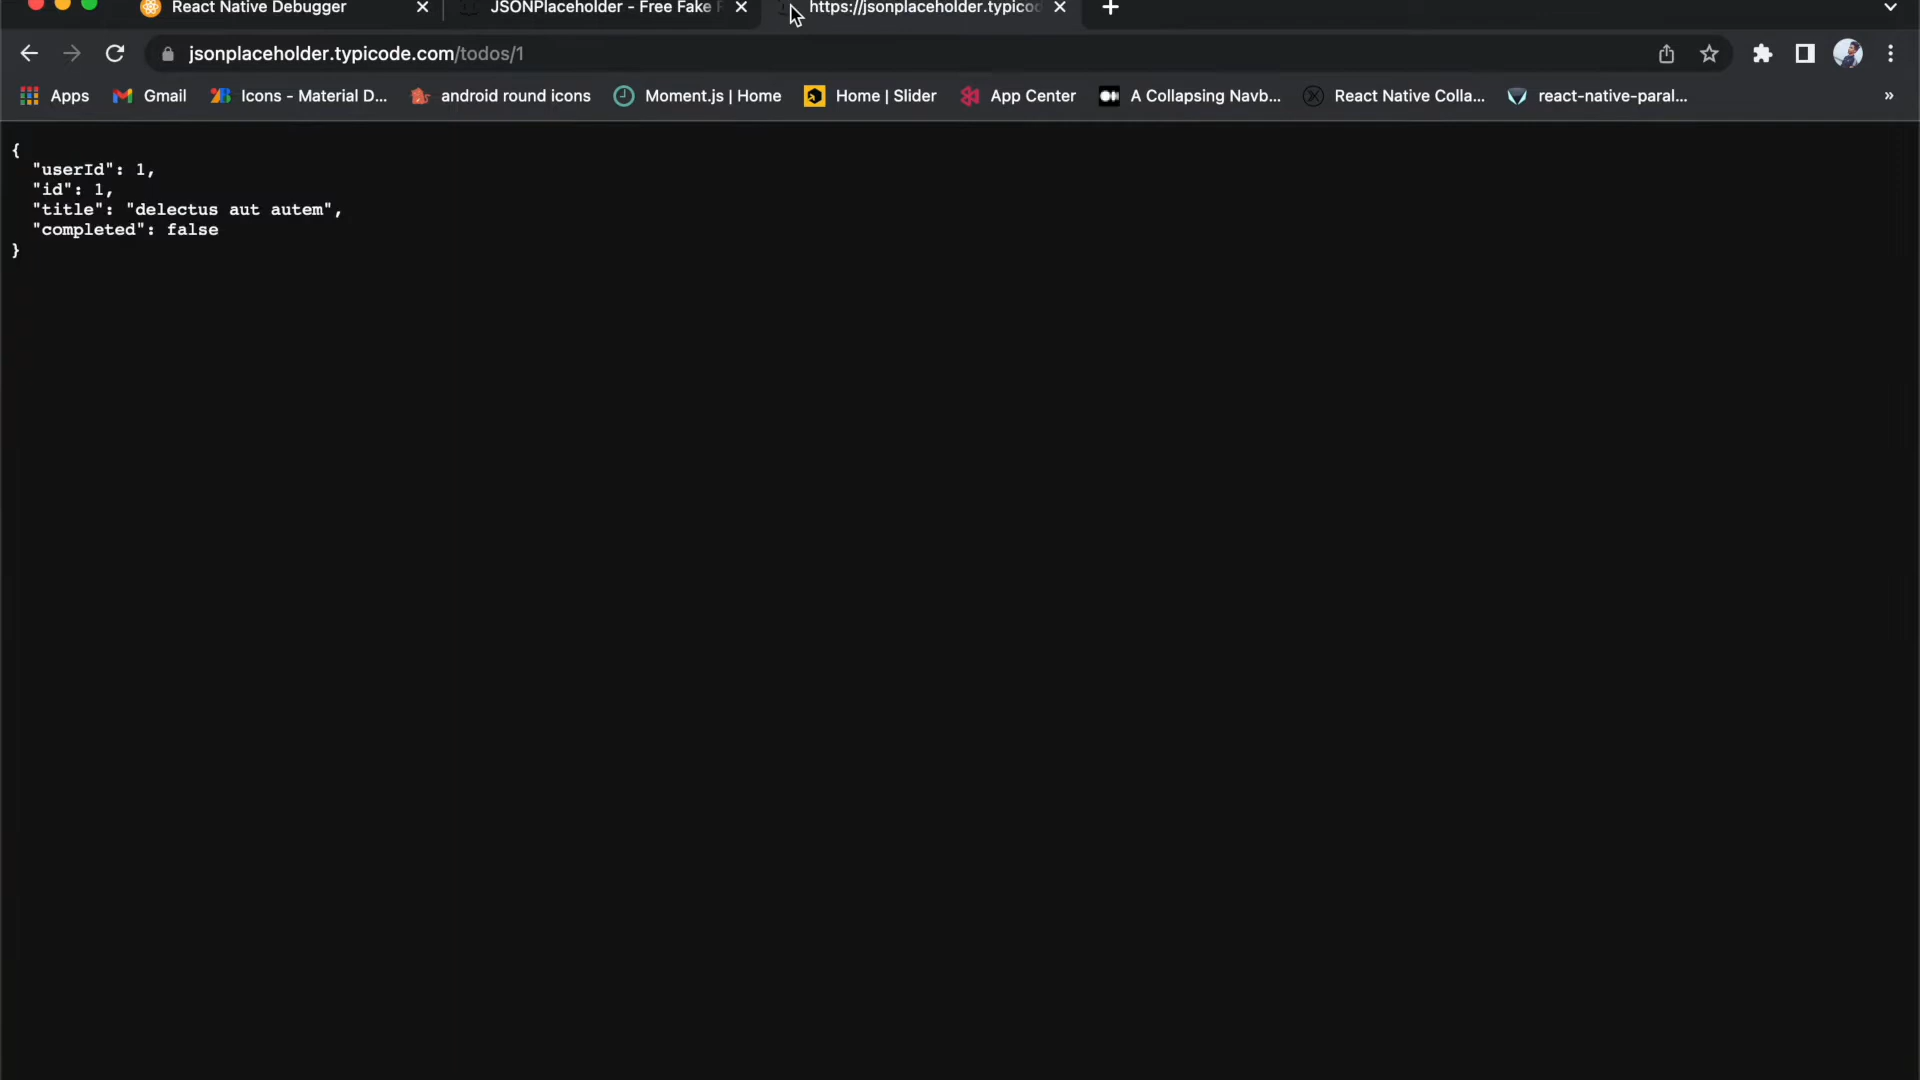 React Native Debugger JSONPlaceholder - Free Fake https://jsonplaceholder.typico
jsonplaceholder.typicode.com/todos/1
Apps Gmail Icons - Material D... android round icons Moment.js | Home Home | Slider App Center A Collapsing Navb... React Native Colla... react-native-paral... »
{
"userId": 1,
"id": 1,
"title": "delectus aut autem",
"completed": false
}